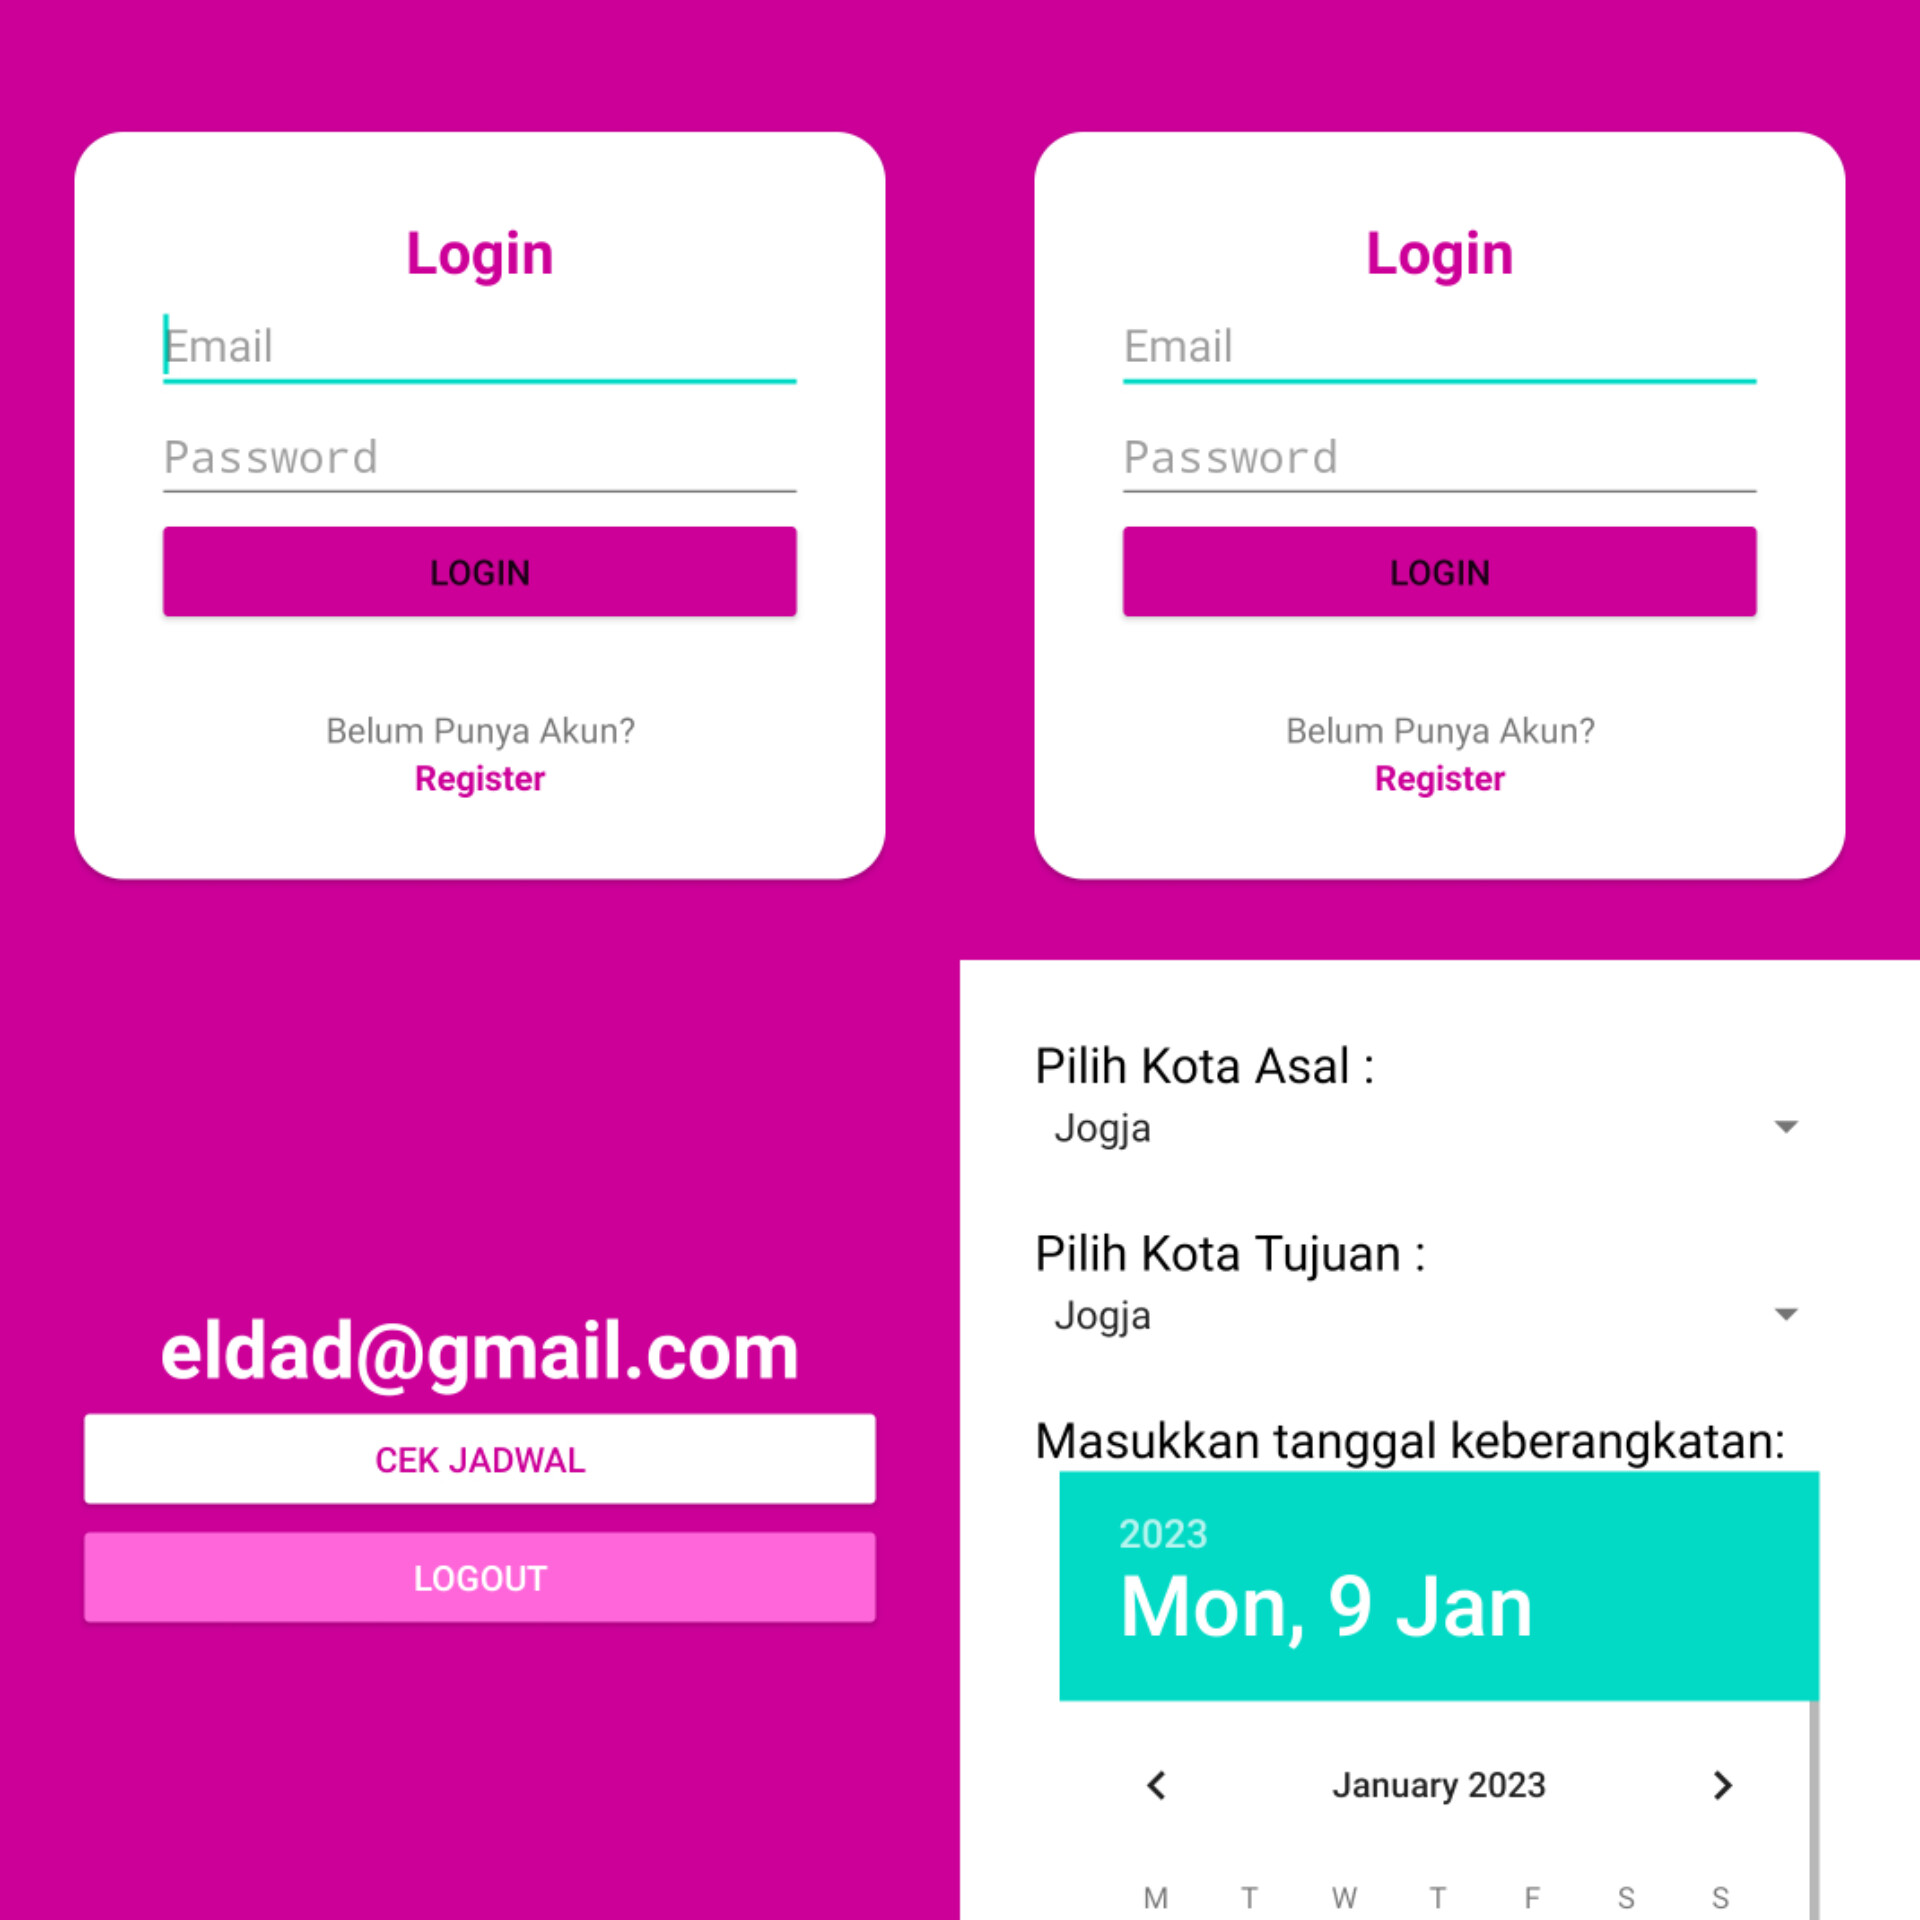 Login
Email
Password
LOGIN
Belum Punya Akun?
Register
Login
Email
Password
LOGIN
Belum Punya Akun?
Register
eldad@gmail.com
CEK JADWAL
LOGOUT
Pilih Kota Asal :
Jogja
Pilih Kota Tujuan :
Jogja
Masukkan tanggal keberangkatan:
2023
Mon, 9 Jan
January 2023
M T W T F S S